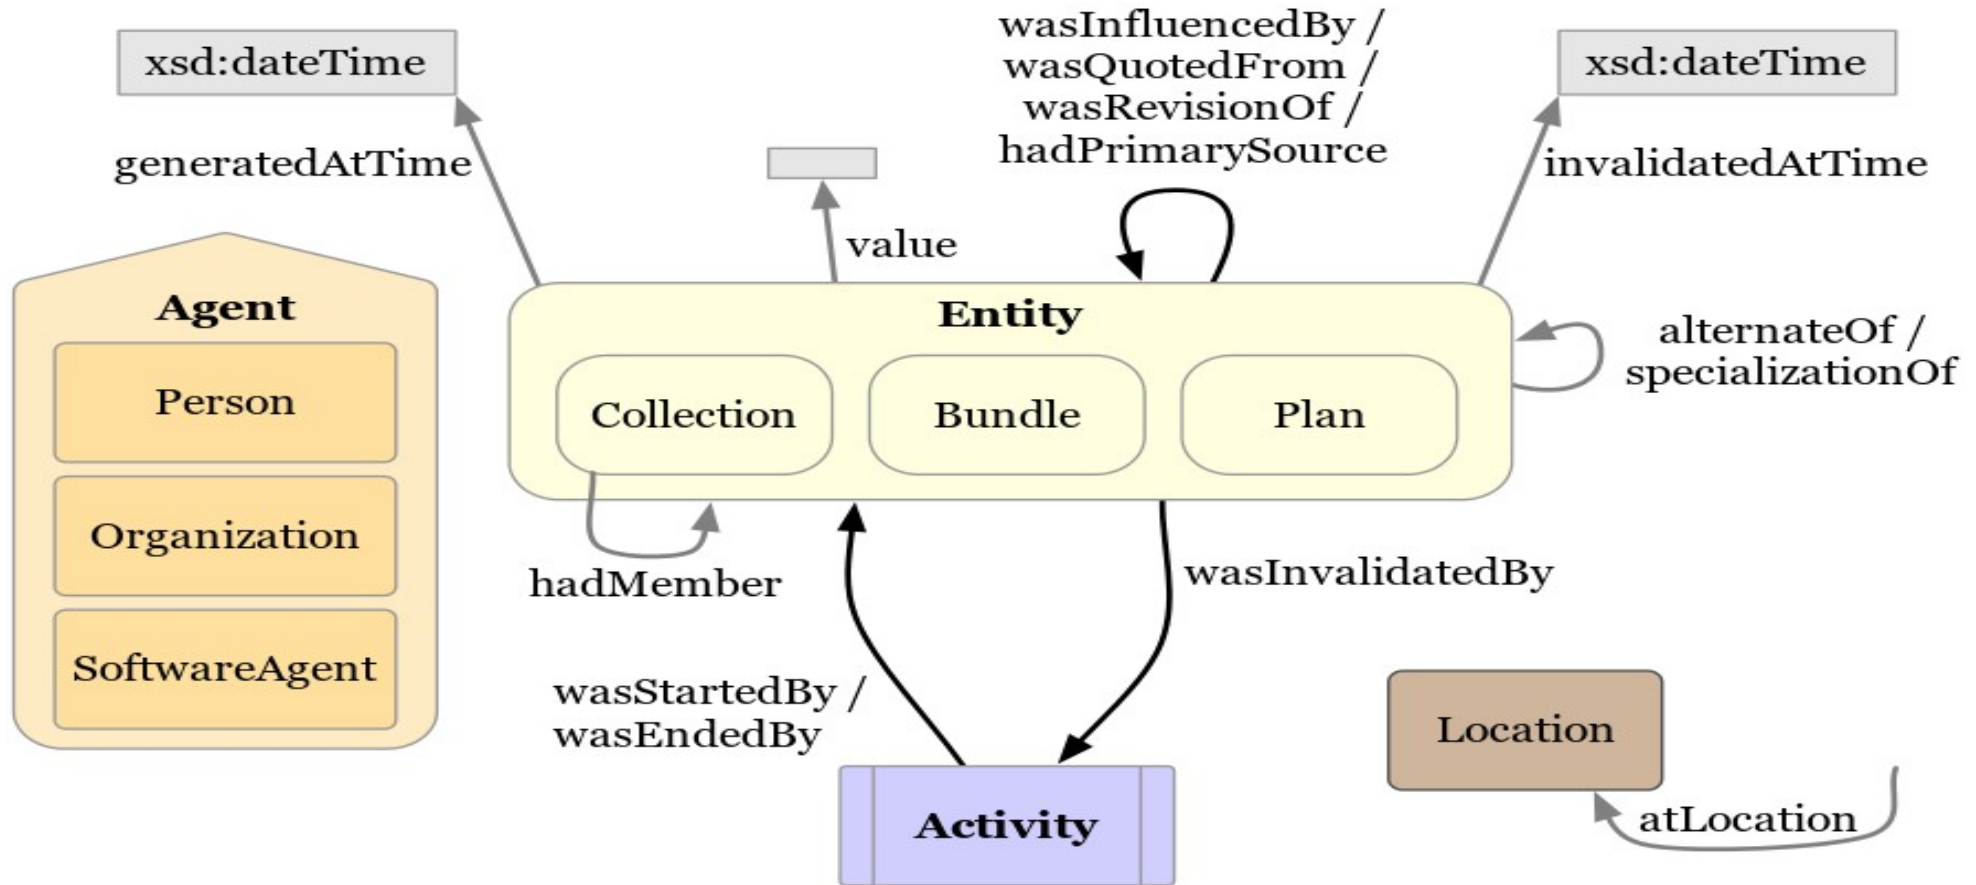 xsd:dateTime
wasInfluencedBy /
wasQuotedFrom /
wasRevisionOf /
hadPrimarySource
xsd:dateTime
generatedAtTime
invalidatedAtTime
value
Agent
Person
Organization
SoftwareAgent
Entity
Collection
Bundle
Plan
alternateOf /
specializationOf
hadMember
wasInvalidatedBy
wasStartedBy /
wasEndedBy
Activity
Location
atLocation